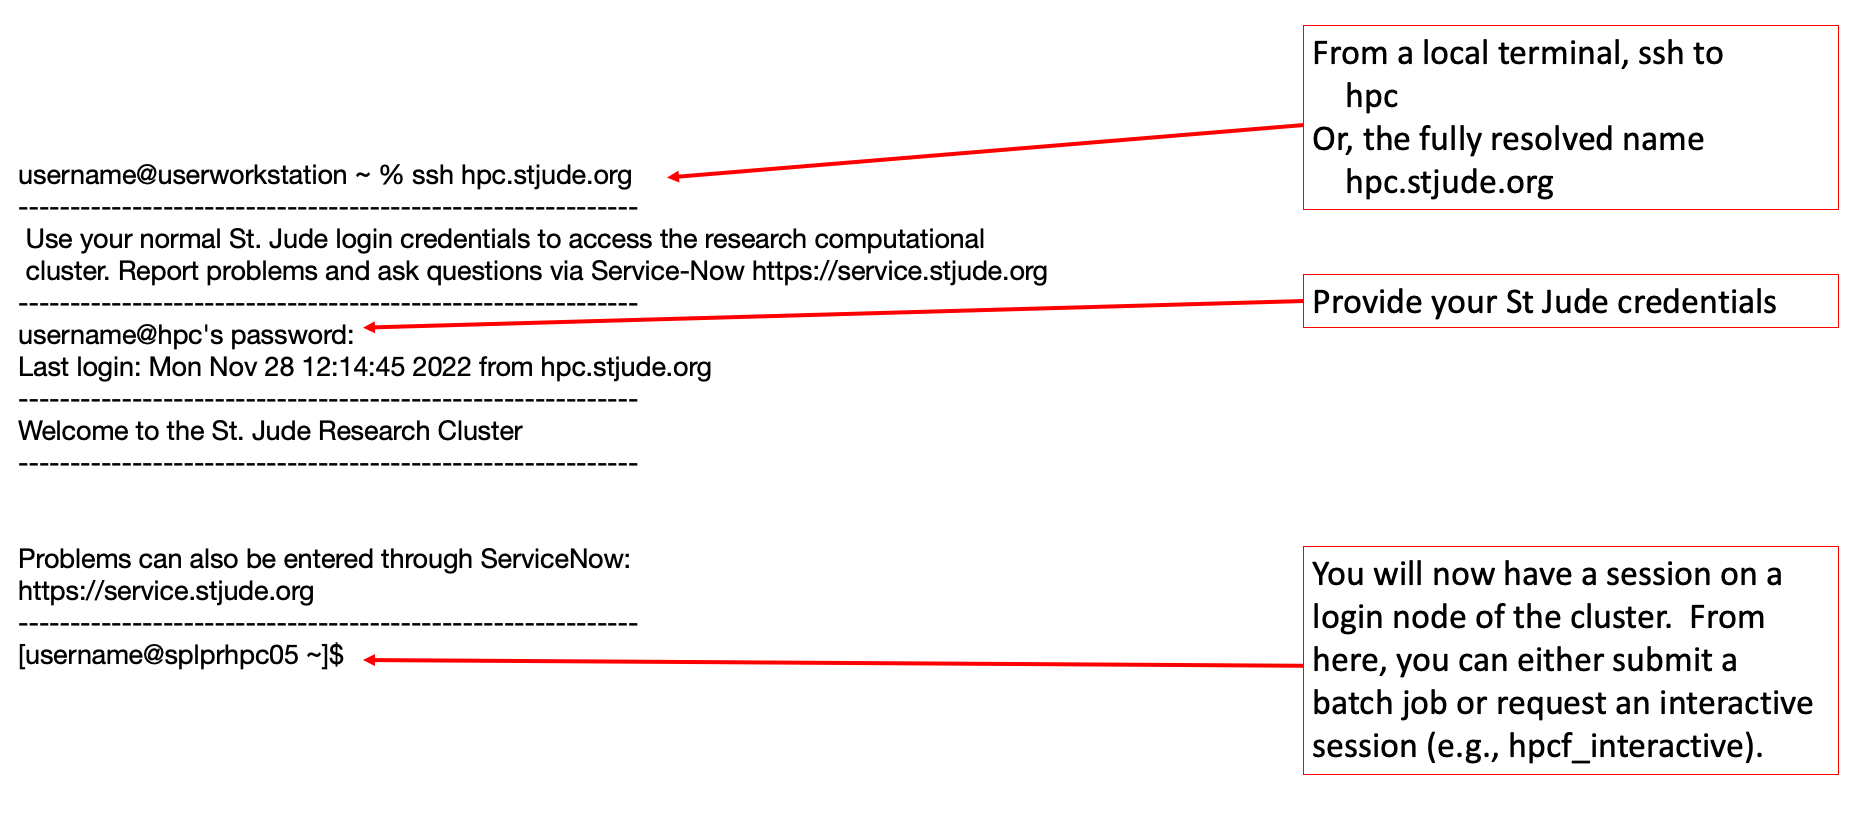 From a local terminal, ssh to
hpc
Or, the fully resolved name
hpc.stjude.org
username@userworkstation ~ % ssh hpc.stjude.org
------------------------------------------------------------
Use your normal St. Jude login credentials to access the research computational
cluster. Report problems and ask questions via Service-Now https://service.stjude.org
------------------------------------------------------------
Provide your St Jude credentials
username@hpc's password:
Last login: Mon Nov 28 12:14:45 2022 from hpc.stjude.org
------------------------------------------------------------
Welcome to the St. Jude Research Cluster
------------------------------------------------------------
Problems can also be entered through ServiceNow:
https://service.stjude.org
------------------------------------------------------------
[username@splprhpc05 ~]$
You will now have a session on a
login node of the cluster.  From
here, you can either submit a
batch job or request an interactive
session (e.g., hpcf_interactive).